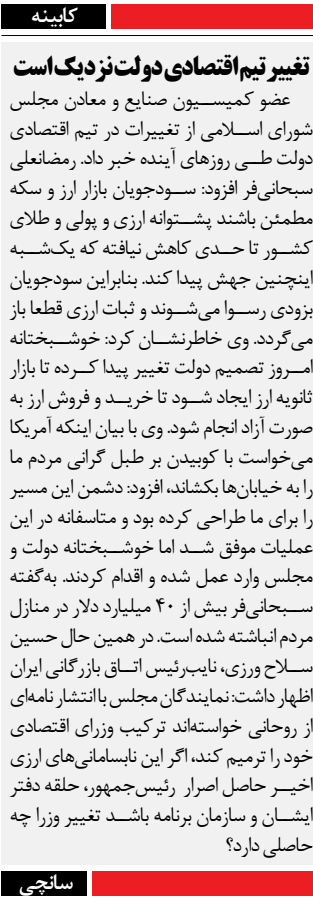 کابینه
تغییر تیم اقتصادی دولت نزدیک است
عضو کمیسیون صنایع و معادن مجلس
شورای اسلامی از تغییرات در تیم اقتصادی
دولت طی روزهای آینده خبر داد. رمضانعلی
سبحانی‌فر افزود: سودجویان بازار ارز و سکه
مطمئن باشند پشتوانه ارزی و پولی و طلای
کشور تا حدی کاهش نیافته که یک‌شبه
اینچنین جهش پیدا کند. بنابراین سودجویان
بزودی رسوا می‌شوند و ثبات ارزی قطعا باز
می‌گردد. وی خاطرنشان کرد: خوشبختانه
امروز تصمیم دولت تغییر پیدا کرده تا بازار
ثانویه ارز ایجاد شود تا خرید و فروش ارز به
صورت آزاد انجام شود. وی با بیان اینکه آمریکا
می‌خواست با کوبیدن بر طبل گرانی مردم ما
را به خیابان‌ها بکشاند، افزود: دشمن این مسیر
را برای ما طراحی کرده بود و متاسفانه در این
عملیات موفق شد اما خوشبختانه دولت و
مجلس وارد عمل شده و اقدام کردند. به‌گفته
سبحانی‌فر بیش از ۴۰ میلیارد دلار در منازل
مردم انباشته شده است. در همین حال حسین
سلاح ورزی، نایب‌رئیس اتاق بازرگانی ایران
اظهار داشت: نمایندگان مجلس با انتشار نامه‌ای
از روحانی خواسته‌اند ترکیب وزرای اقتصادی
خود را ترمیم کند، اگر این نابسامانی‌های ارزی
اخیر حاصل اصرار رئیس‌جمهور، حلقه دفتر
ایشان و سازمان برنامه باشد تغییر وزرا چه
حاصلی دارد؟
سانچی